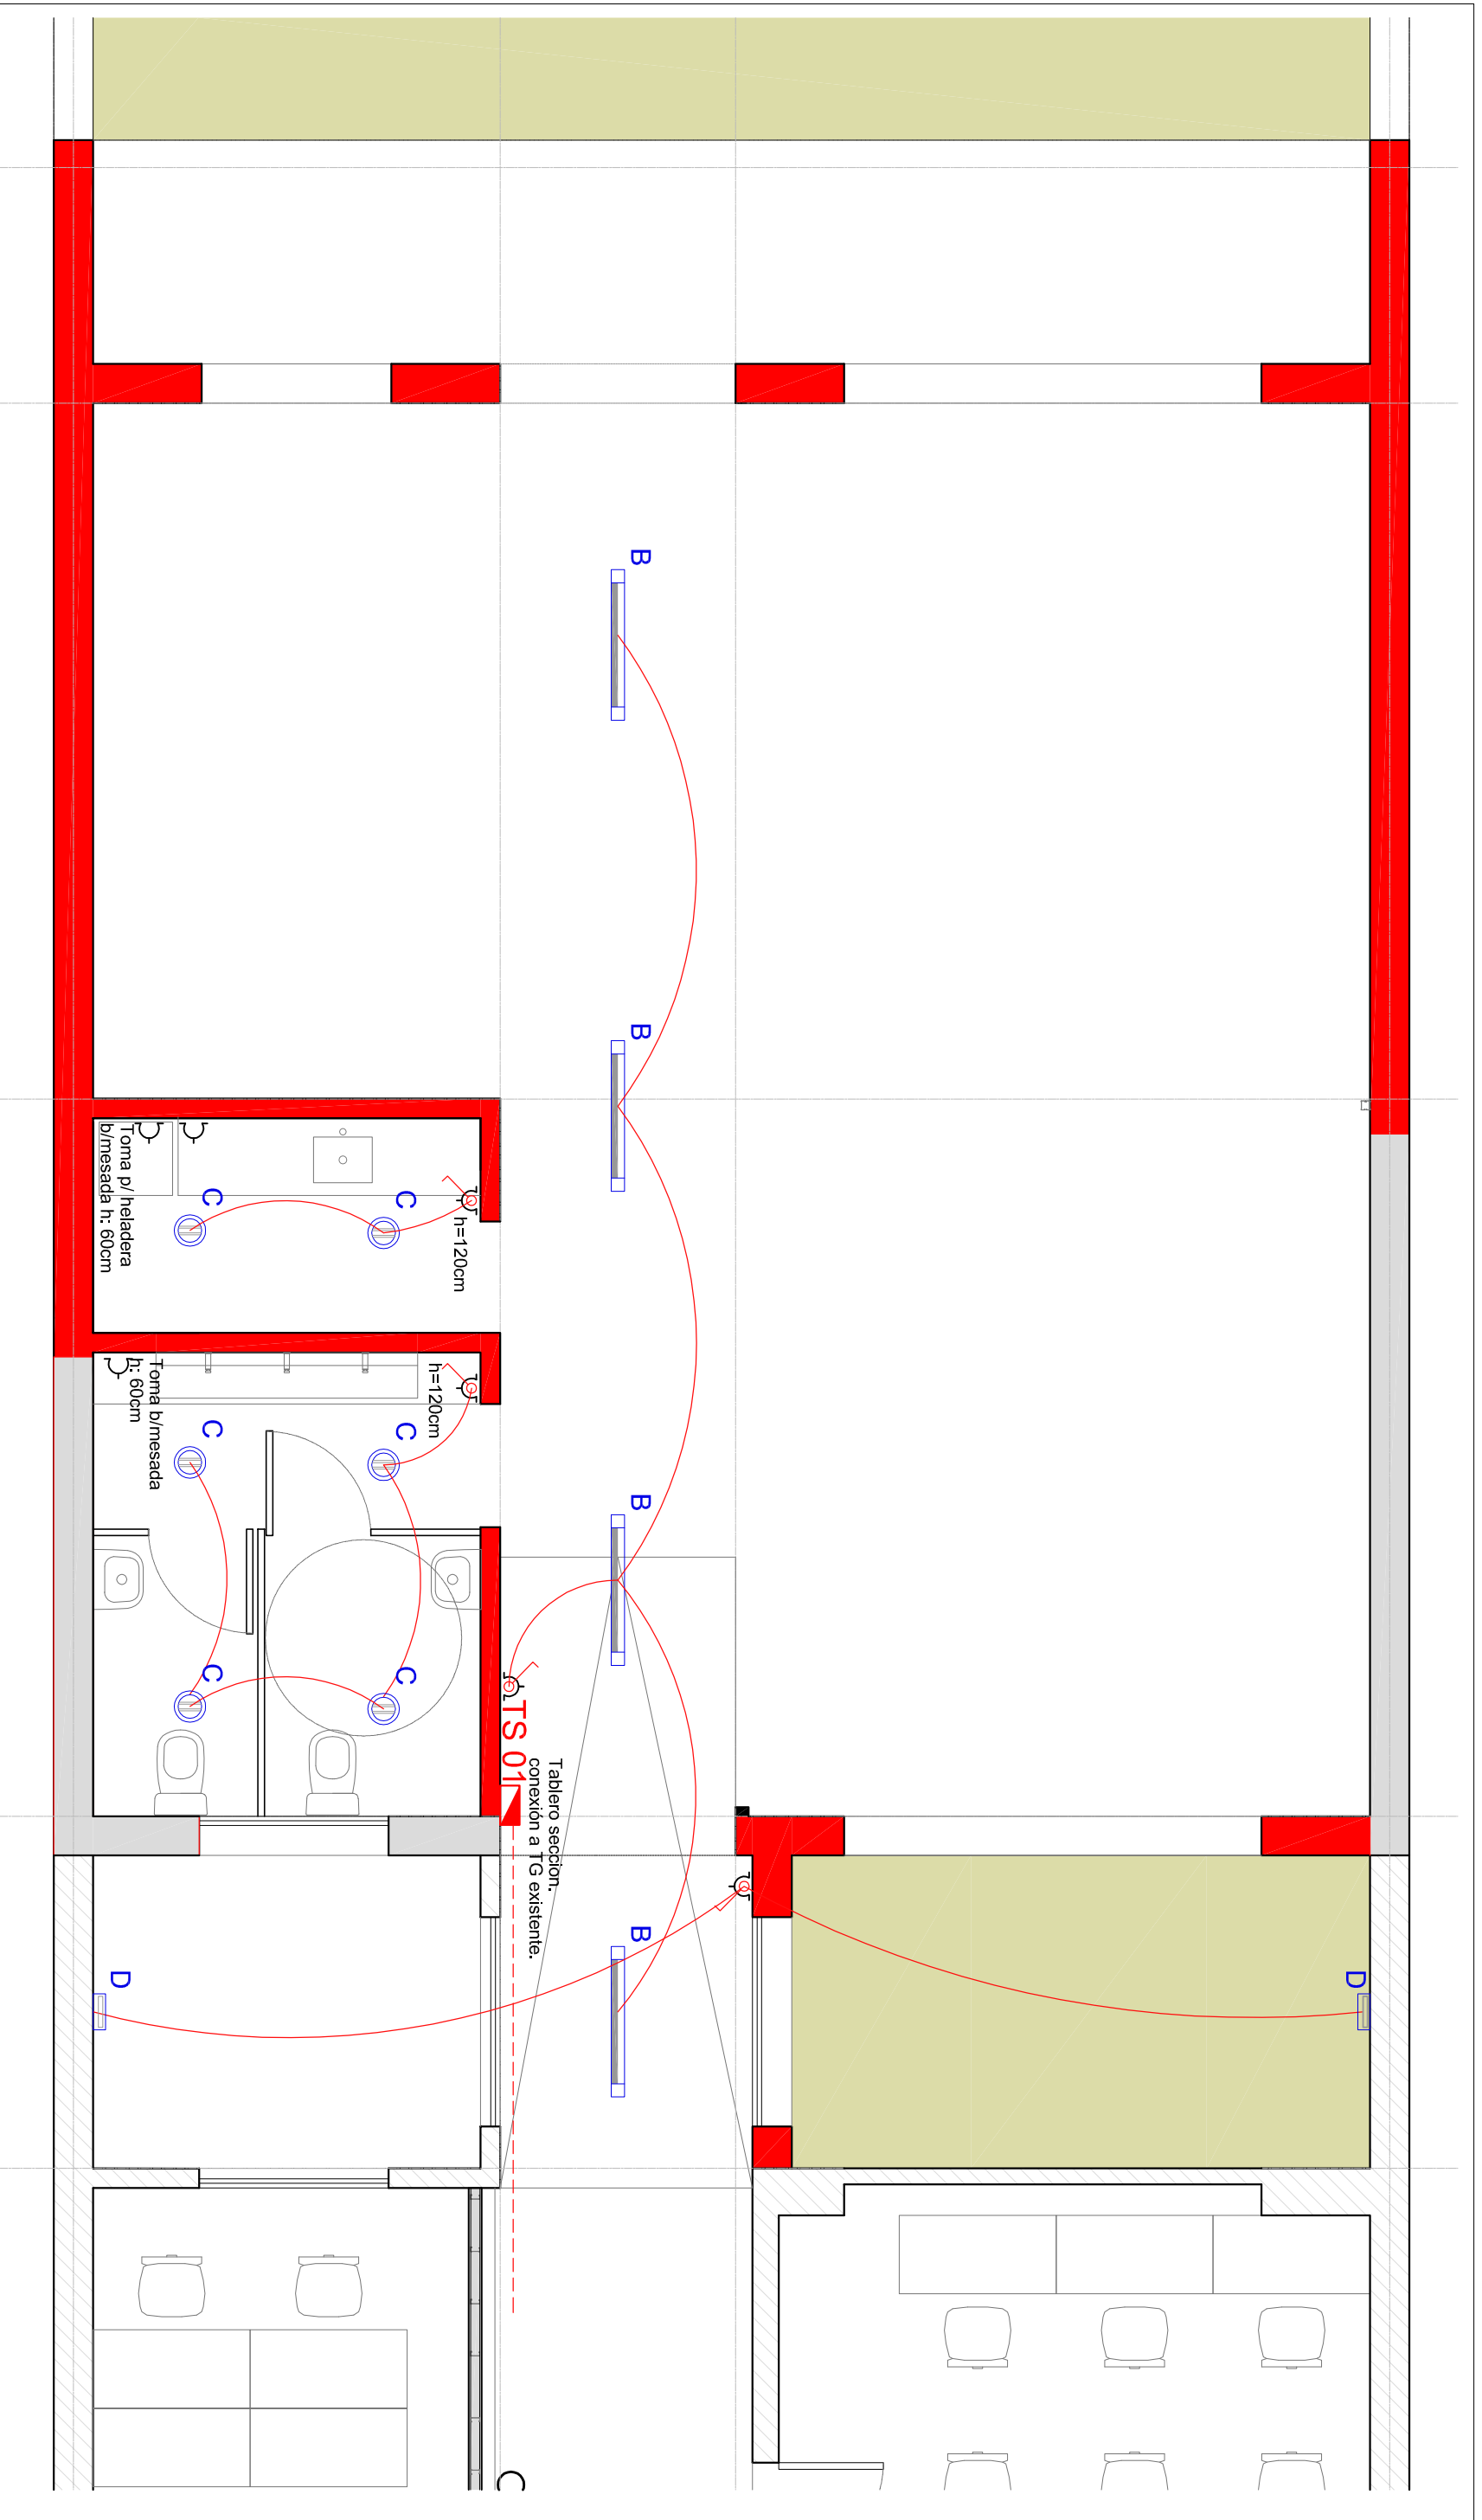 B
B
B
B
C
C
C
C
C
C
D
D
h=120cm
Toma p/ heladera
b/mesada h: 60cm
h=120cm
Toma b/mesada
h: 60cm
TS 01
Tablero seccion.
conexión a TG existente.